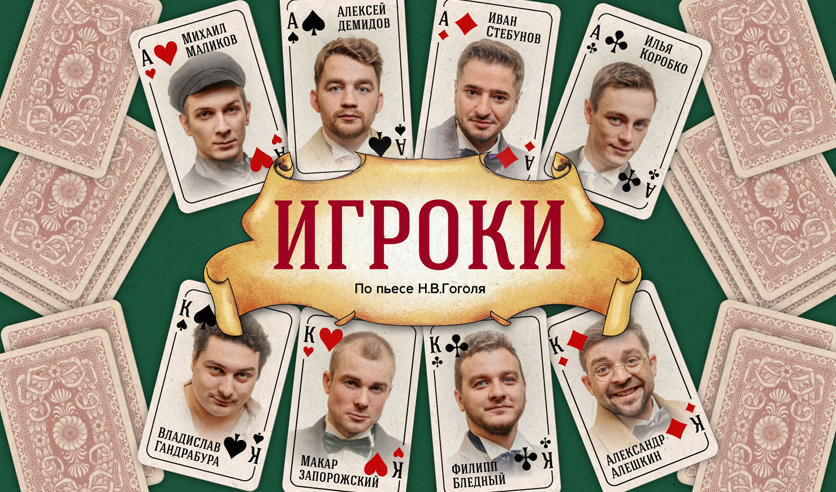 А
МИХАИЛ
МАЛИКОВ
А
А
АЛЕКСЕЙ
ДЕМИДОВ
А
А
ИВАН
СТЕБУНОВ
А
А
ИЛЬЯ
КОРОБКО
А
ИГРОКИ
По пьесе Н.В.Гоголя
К
ВЛАДИСЛАВ
ГАНДРАБУРА
К
К
МАКАР
ЗАПОРОЖСКИЙ
К
К
ФИЛИПП
БЛЕДНЫЙ
К
К
АЛЕКСАНДР
АЛЕШКИН
К